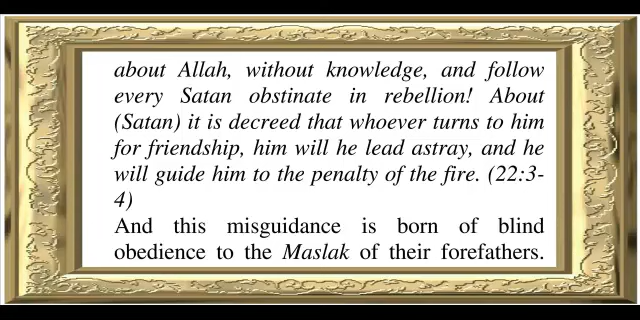 about Allah, without knowledge, and follow
every Satan obstinate in rebellion! About
(Satan) it is decreed that whoever turns to him
for friendship, him will he lead astray, and he
will guide him to the penalty of the fire. (22:3-
4)
And this misguidance is born of blind
obedience to the Maslak of their forefathers.